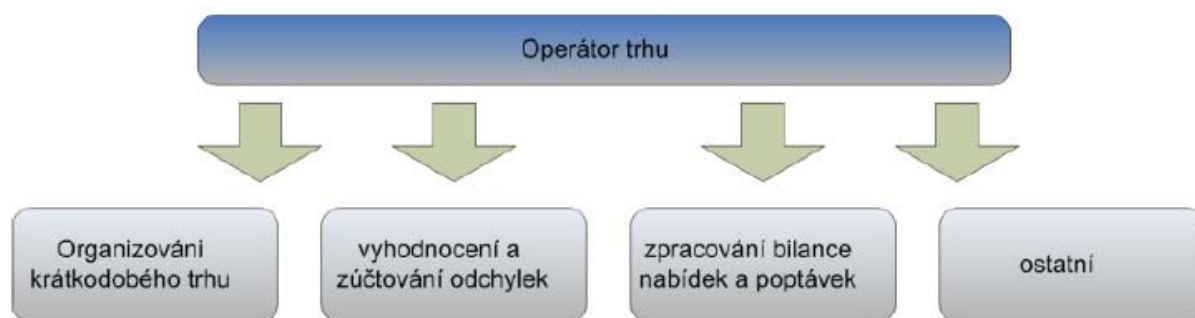 Operátor trhu
Organizováni
krátkodobého trhu
vyhodnocení a
zúčtování odchylek
zpracování bilance
nabídek a poptávek
ostatní